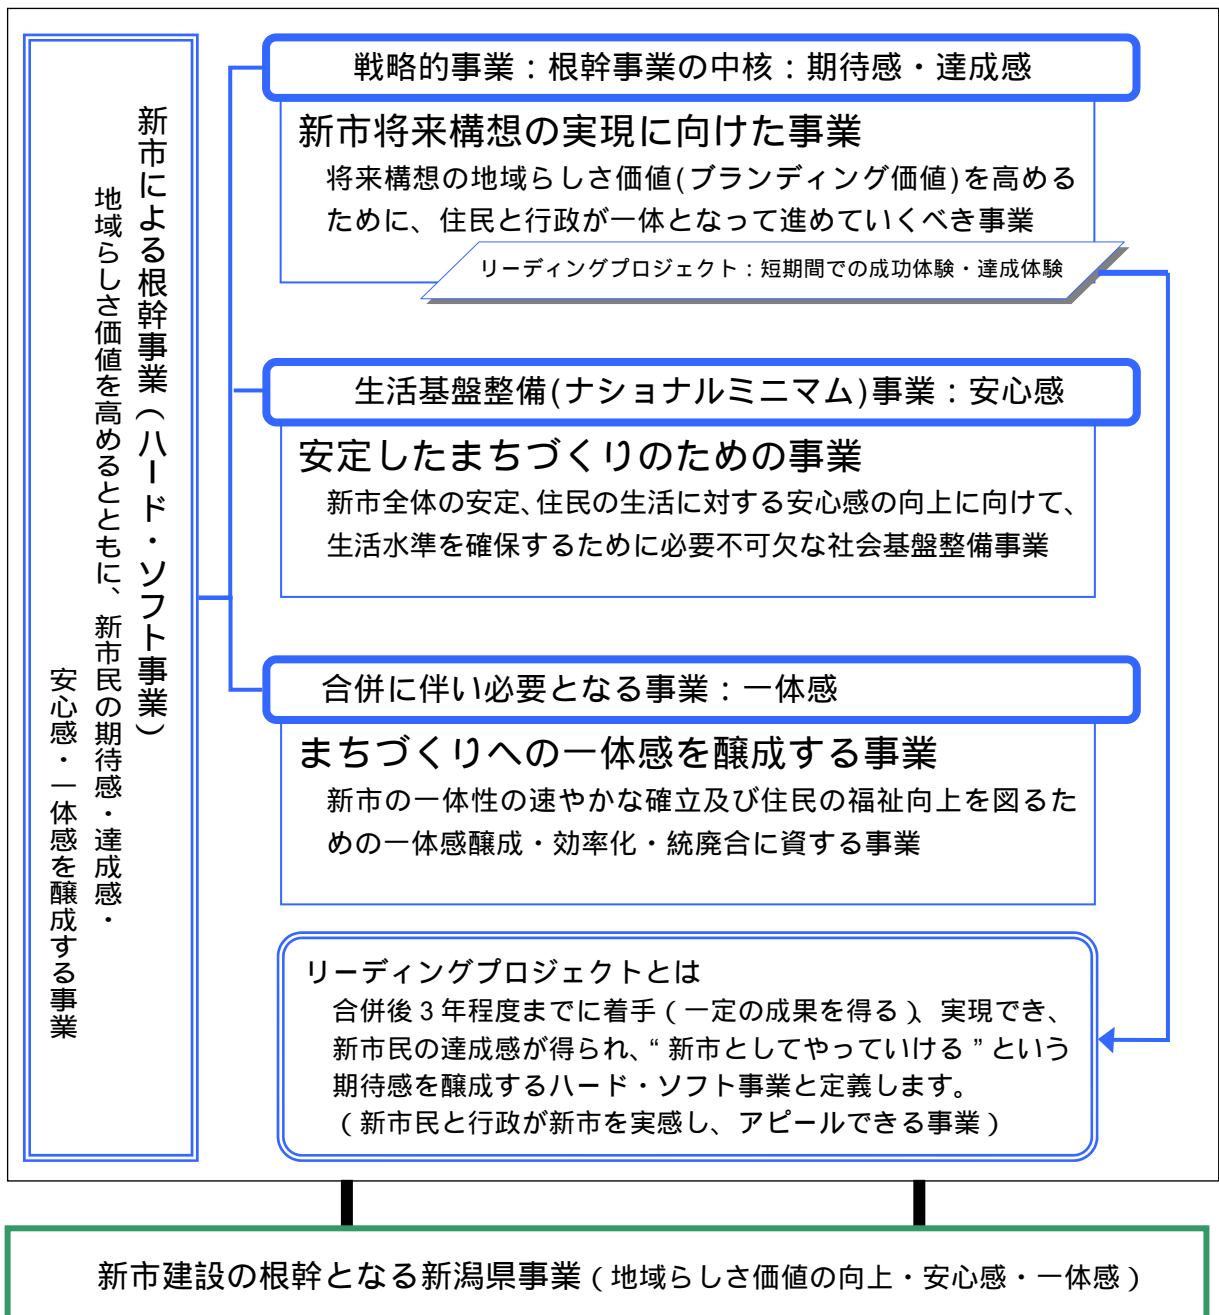 新市による根幹事業（ハード・ソフト事業）
地域らしさ価値を高めるとともに、新市民の期待感・達成感・
安心感・一体感を醸成する事業
戦略的事業：根幹事業の中核：期待感・達成感
新市将来構想の実現に向けた事業
将来構想の地域らしさ価値(ブランディング価値)を高める
ために、住民と行政が一体となって進めていくべき事業
リーディングプロジェクト：短期間での成功体験・達成体験
生活基盤整備(ナショナルミニマム)事業：安心感
安定したまちづくりのための事業
新市全体の安定、住民の生活に対する安心感の向上に向けて、
生活水準を確保するために必要不可欠な社会基盤整備事業
合併に伴い必要となる事業：一体感
まちづくりへの一体感を醸成する事業
新市の一体性の速やかな確立及び住民の福祉向上を図るた
めの一体感醸成・効率化・統廃合に資する事業
リーディングプロジェクトとは
合併後３年程度までに着手（一定の成果を得る）、実現でき、
新市民の達成感が得られ、“新市としてやっていける”という
期待感を醸成するハード・ソフト事業と定義します。
（新市民と行政が新市を実感し、アピールできる事業）
新市建設の根幹となる新潟県事業（地域らしさ価値の向上・安心感・一体感）